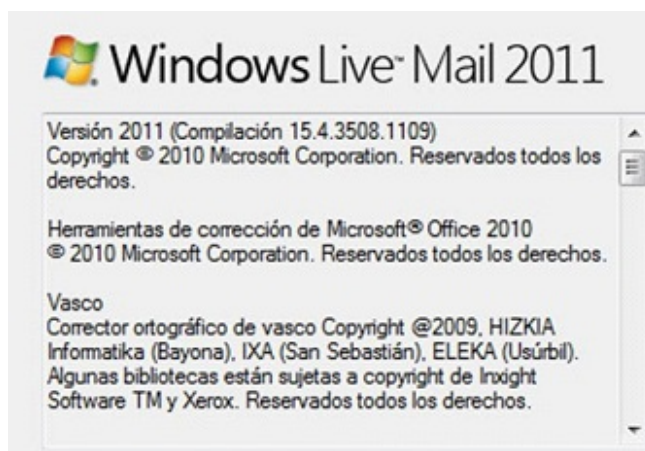 Windows Live™ Mail 2011
Versión 2011 (Compilación 15.4.3508.1109)
Copyright © 2010 Microsoft Corporation. Reservados todos los
derechos.
Herramientas de corrección de Microsoft® Office 2010
© 2010 Microsoft Corporation. Reservados todos los derechos.
Vasco
Corrector ortográfico de vasco Copyright @2009, HIZKIA
Informatika (Bayona), IXA (San Sebastián), ELEKA (Usúrbil).
Algunas bibliotecas están sujetas a copyright de Inxight
Software TM y Xerox. Reservados todos los derechos.